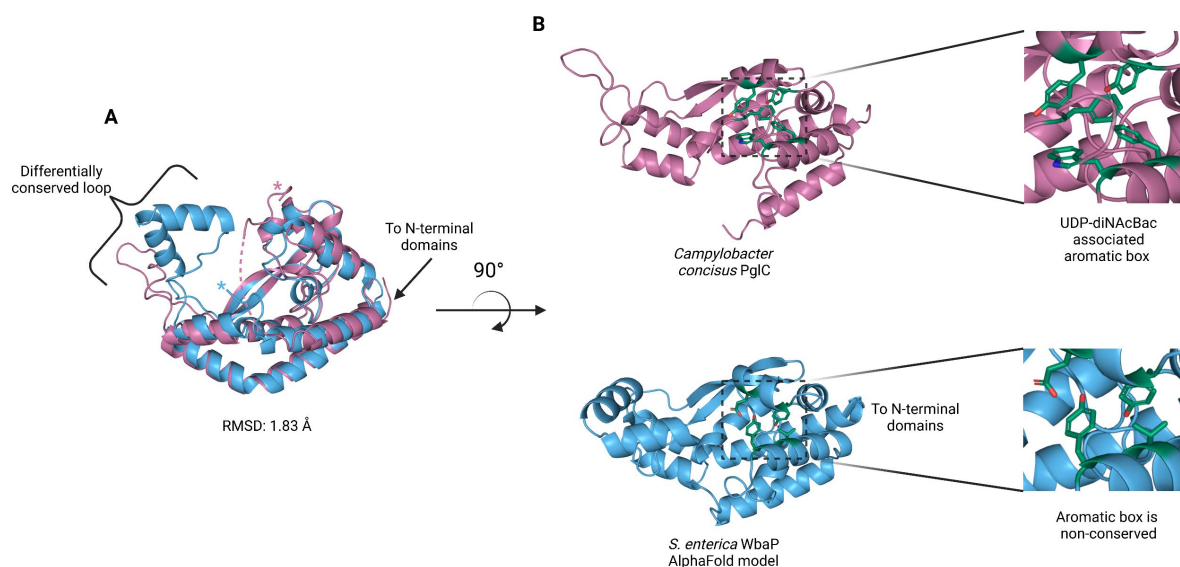 A
Differentially
conserved loop
*
*
To N-terminal
domains
RMSD: 1.83 Å
90°
B
Campylobacter
concisus PglC
UDP-diNAcBac
associated
aromatic box
To N-terminal
domains
S. enterica WbaP
AlphaFold model
Aromatic box is
non-conserved